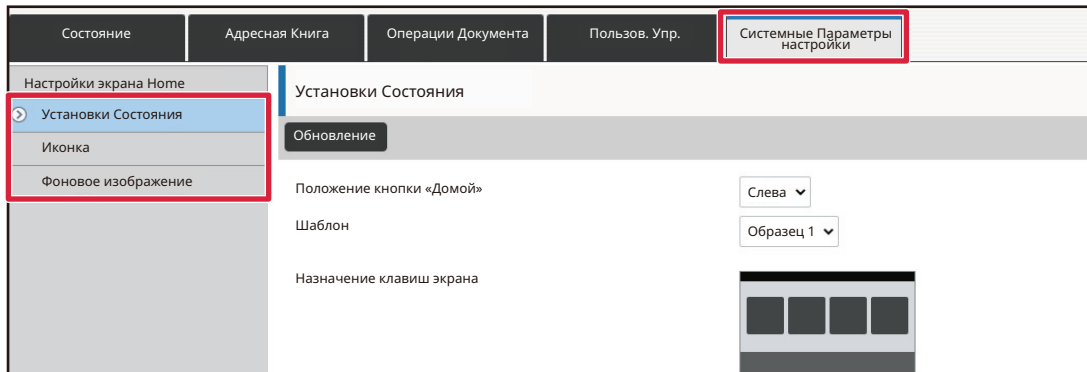 Состояние
Адресная Книга
Операции Документа
Пользов. Упр.
Системные Параметры
настройки
Настройки экрана Home
Установки Состояния
Иконка
Фоновое изображение
Установки Состояния
Обновление
Положение кнопки «Домой»
Слева
Шаблон
Образец 1
Назначение клавиш экрана